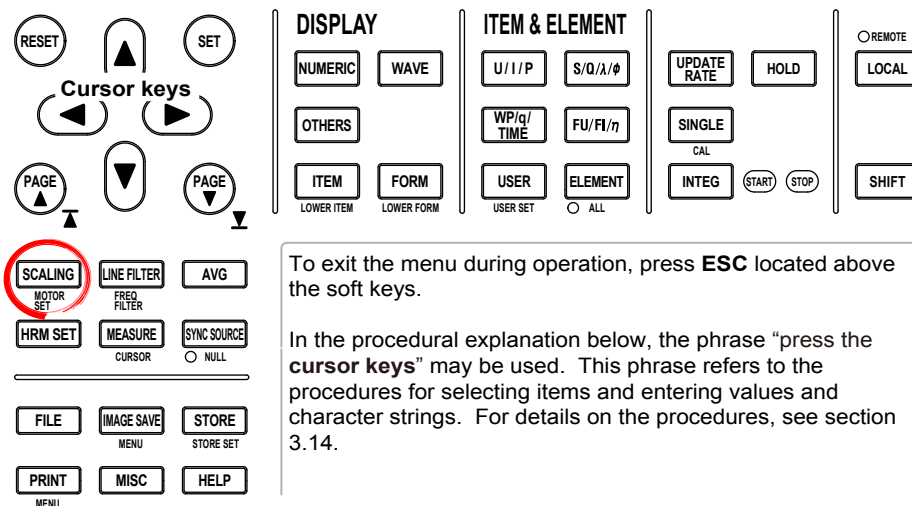 RESET
SET
Cursor keys
PAGE
PAGE
DISPLAY
NUMERIC
WAVE
OTHERS
ITEM
FORM
LOWER ITEM
LOWER FORM
ITEM & ELEMENT
U / I / P
S/Q/λ/φ
WP/q/
TIME
FU/FI/η
USER
ELEMENT
USER SET
ALL
UPDATE
RATE
HOLD
SINGLE
CAL
INTEG
START
STOP
REMOTE
LOCAL
SHIFT
SCALING
LINE FILTER
AVG
MOTOR
SET
FREQ
FILTER
HRM SET
MEASURE
SYNC SOURCE
CURSOR
NULL
FILE
IMAGE SAVE
STORE
MENU
STORE SET
PRINT
MISC
HELP
MENU
To exit the menu during operation, press ESC located above
the soft keys.
In the procedural explanation below, the phrase “press the
cursor keys” may be used. This phrase refers to the
procedures for selecting items and entering values and
character strings. For details on the procedures, see section
3.14.